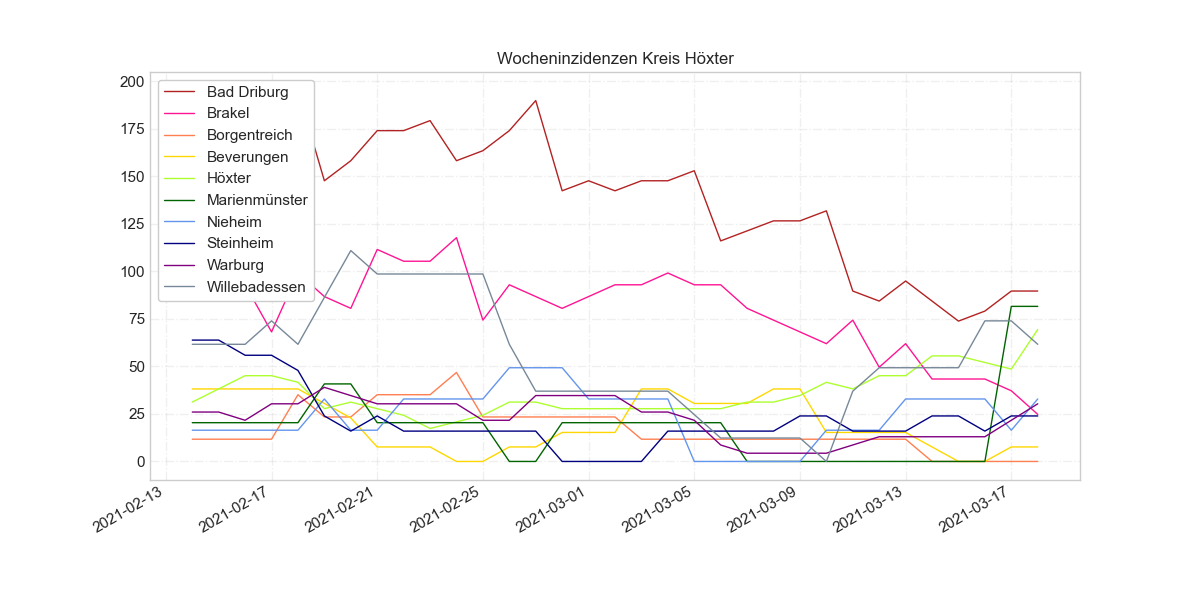 Wocheninzidenzen Kreis Höxter
200
175
150
125
100
75
50
25
0
Bad Driburg
Brakel
Borgentreich
Beverungen
Höxter
Marienmünster
Nieheim
Steinheim
Warburg
Willebadessen
2021-02-13
2021-02-17
2021-02-21
2021-02-25
2021-03-01
2021-03-05
2021-03-09
2021-03-13
2021-03-17